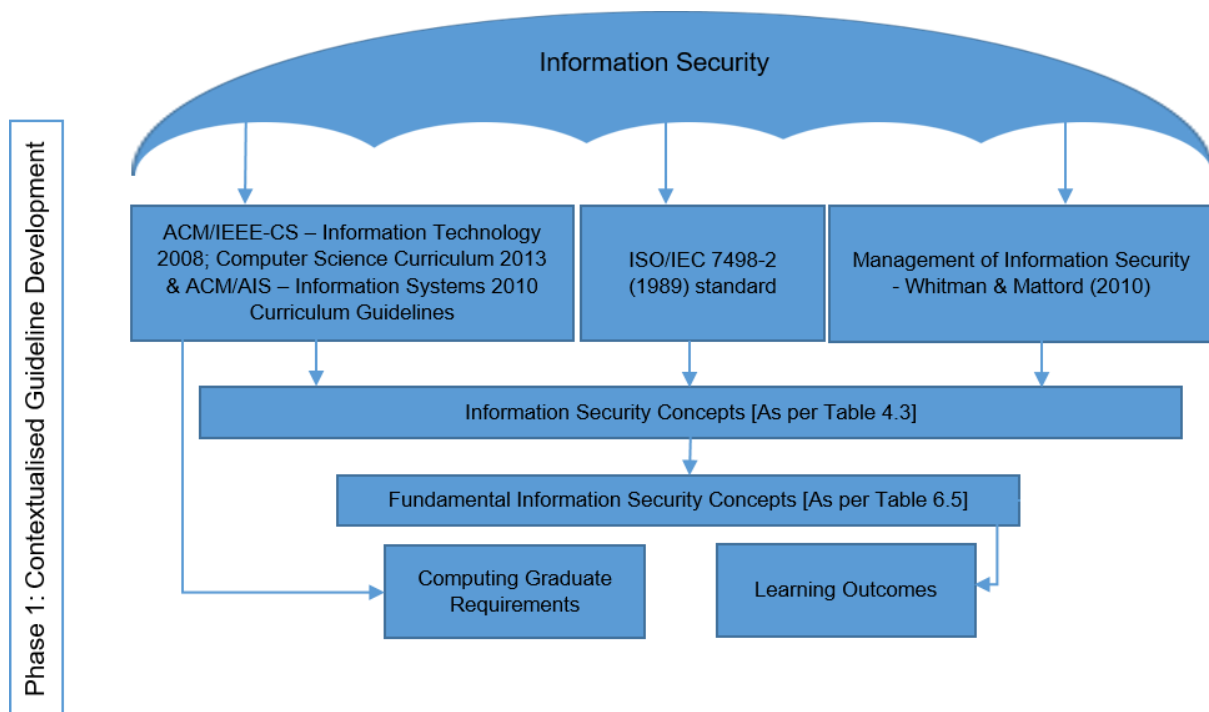 Information Security
Phase 1: Contextualised Guideline Development
ACM/IEEE-CS – Information Technology
2008; Computer Science Curriculum 2013
& ACM/AIS – Information Systems 2010
Curriculum Guidelines
ISO/IEC 7498-2
(1989) standard
Management of Information Security
- Whitman & Mattord (2010)
Information Security Concepts [As per Table 4.3]
Fundamental Information Security Concepts [As per Table 6.5]
Computing Graduate
Requirements
Learning Outcomes